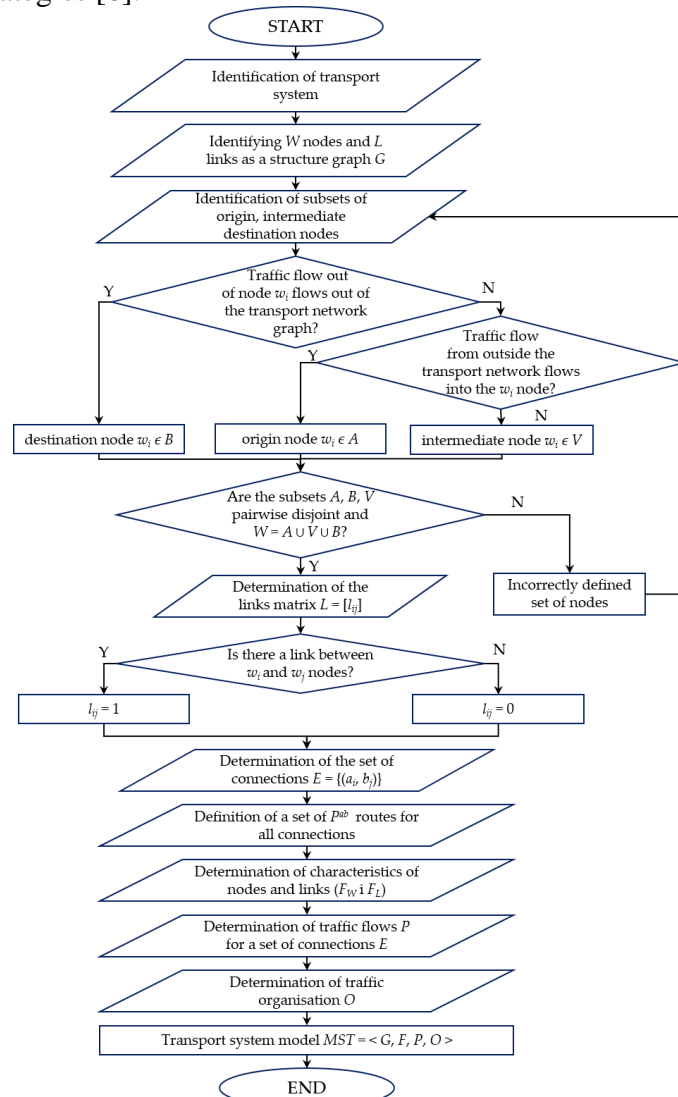 START
Identification of transport
system
Identifying W nodes and L
links as a structure graph G
Identification of subsets of
origin, intermediate
destination nodes
Traffic flow out
of node wᵢ flows out of
the transport network
graph?
Y
N
Traffic flow
from outside the
transport network flows
into the wᵢ node?
Y
N
destination node wᵢ ϵ B
origin node wᵢ ϵ A
intermediate node wᵢ ϵ V
Are the subsets A, B, V
pairwise disjoint and
W = A ∪ V ∪ B?
N
Y
Incorrectly defined
set of nodes
Determination of the
links matrix L = [lᵢⱼ]
Is there a link between
wᵢ and wⱼ nodes?
Y
N
lᵢⱼ = 1
lᵢⱼ = 0
Determination of the set of
connections E = {(aᵢ, bⱼ)}
Definition of a set of Pᵃᵇ routes for
all connections
Determination of characteristics of
nodes and links (F_W i F_L)
Determination of traffic flows P
for a set of connections E
Determination of traffic
organisation O
Transport system model MST = < G, F, P, O >
END